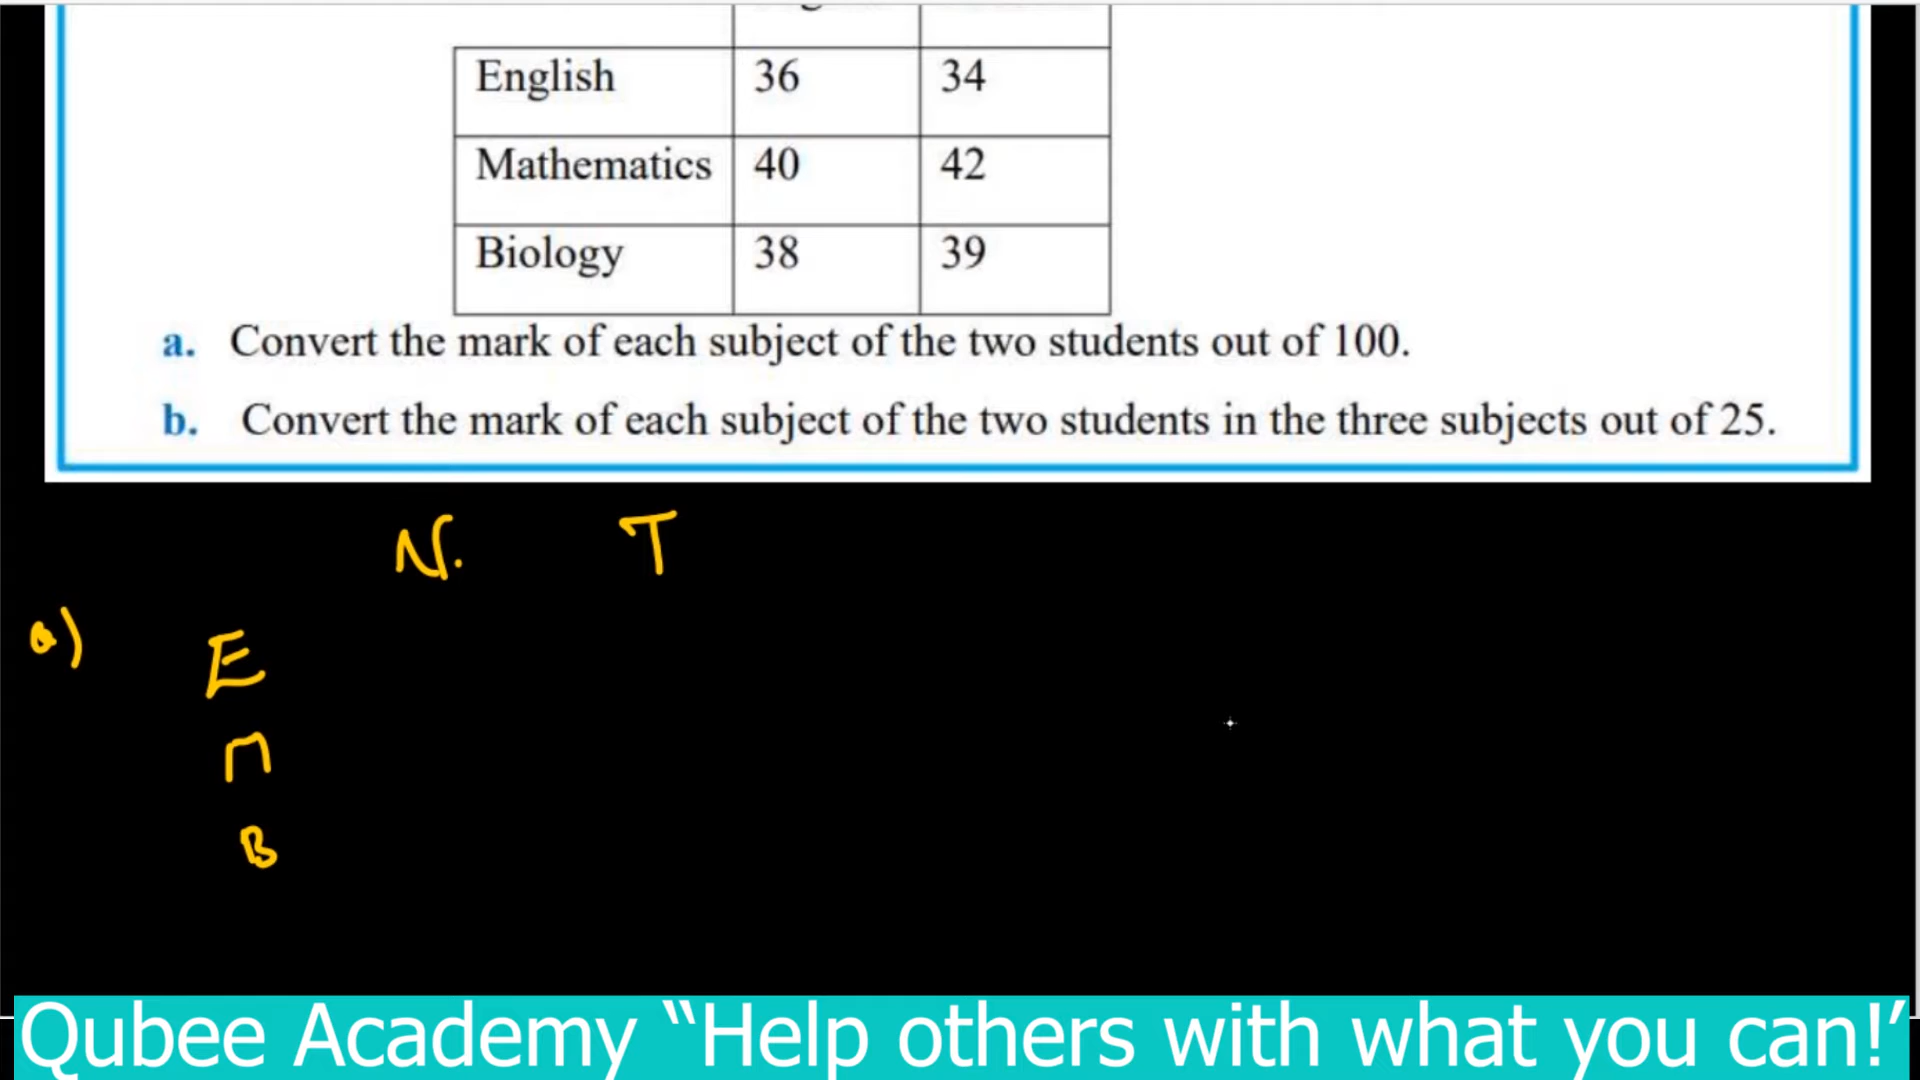 English 36 34
Mathematics 40 42
Biology 38 39
a. Convert the mark of each subject of the two students out of 100.
b. Convert the mark of each subject of the two students in the three subjects out of 25.
N. T
a) E
M
B
Qubee Academy “Help others with what you can!’